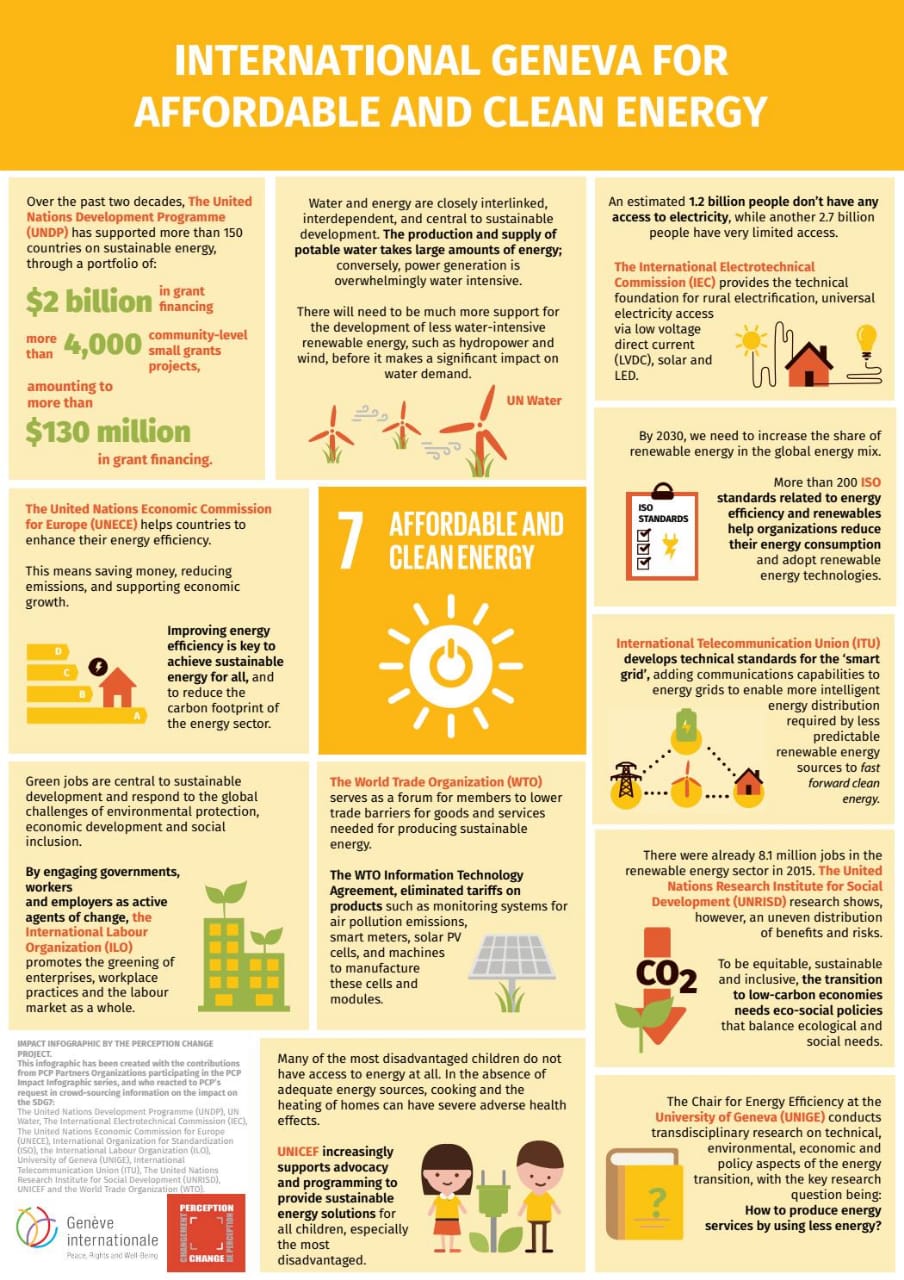 INTERNATIONAL GENEVA FOR
AFFORDABLE AND CLEAN ENERGY
Over the past two decades, The United
Nations Development Programme
(UNDP) has supported more than 150
countries on sustainable energy,
through a portfolio of:
$2 billion in grant
financing
more
than 4,000 community-level
small grants
projects,
amounting to
more than
$130 million
in grant financing.
Water and energy are closely interlinked,
interdependent, and central to sustainable
development. The production and supply of
potable water takes large amounts of energy;
conversely, power generation is
overwhelmingly water intensive.
There will need to be much more support for
the development of less water-intensive
renewable energy, such as hydropower and
wind, before it makes a significant impact on
water demand.
UN Water
An estimated 1.2 billion people don't have any
access to electricity, while another 2.7 billion
people have very limited access.
The International Electrotechnical
Commission (IEC) provides the technical
foundation for rural electrification, universal
electricity access
via low voltage
direct current
(LVDC), solar and
LED.
By 2030, we need to increase the share of
renewable energy in the global energy mix.
More than 200 ISO
standards related to energy
efficiency and renewables
help organizations reduce
their energy consumption
and adopt renewable
energy technologies.
ISO
STANDARDS
The United Nations Economic Commission
for Europe (UNECE) helps countries to
enhance their energy efficiency.
This means saving money, reducing
emissions, and supporting economic
growth.
Improving energy
efficiency is key to
achieve sustainable
energy for all, and
to reduce the
carbon footprint of
the energy sector.
D
C
B
A
7 AFFORDABLE AND
CLEAN ENERGY
International Telecommunication Union (ITU)
develops technical standards for the 'smart
grid', adding communications capabilities to
energy grids to enable more intelligent
energy distribution
required by less
predictable
renewable energy
sources to fast
forward clean
energy.
Green jobs are central to sustainable
development and respond to the global
challenges of environmental protection,
economic development and social
inclusion.
By engaging governments,
workers
and employers as active
agents of change, the
International Labour
Organization (ILO)
promotes the greening of
enterprises, workplace
practices and the labour
market as a whole.
The World Trade Organization (WTO)
serves as a forum for members to lower
trade barriers for goods and services
needed for producing sustainable
energy.
The WTO Information Technology
Agreement, eliminated tariffs on
products such as monitoring systems for
air pollution emissions,
smart meters, solar PV
cells, and machines
to manufacture
these cells and
modules.
There were already 8.1 million jobs in the
renewable energy sector in 2015. The United
Nations Research Institute for Social
Development (UNRISD) research shows,
however, an uneven distribution
of benefits and risks.
To be equitable, sustainable
and inclusive, the transition
to low-carbon economies
needs eco-social policies
that balance ecological and
social needs.
CO2
IMPACT INFOGRAPHIC BY THE PERCEPTION CHANGE
PROJECT.
This infographic has been created with the contributions
from PCP Partners Organizations participating in the PCP
Impact Infographic series, and who reacted to PCP's
request in crowd-sourcing information on the impact on
the SDG7:
The United Nations Development Programme (UNDP), UN
Water, The International Electrotechnical Commission (IEC),
The United Nations Economic Commission for Europe
(UNECE), International Organization for Standardization
(ISO), the International Labour Organization (ILO),
University of Geneva (UNIGE), International
Telecommunication Union (ITU), The United Nations
Research Institute for Social Development (UNRISD),
UNICEF and the World Trade Organization (WTO).
Genève
internationale
Peace, Rights and Well-Being
PERCEPTION
CHANGEMENT
DE PERCEPTION
CHANGE
Many of the most disadvantaged children do not
have access to energy at all. In the absence of
adequate energy sources, cooking and the
heating of homes can have severe adverse health
effects.
UNICEF increasingly
supports advocacy
and programming to
provide sustainable
energy solutions for
all children, especially
the most
disadvantaged.
The Chair for Energy Efficiency at the
University of Geneva (UNIGE) conducts
transdisciplinary research on technical,
environmental, economic and
policy aspects of the energy
transition, with the key research
question being:
How to produce energy
services by using less energy?
?